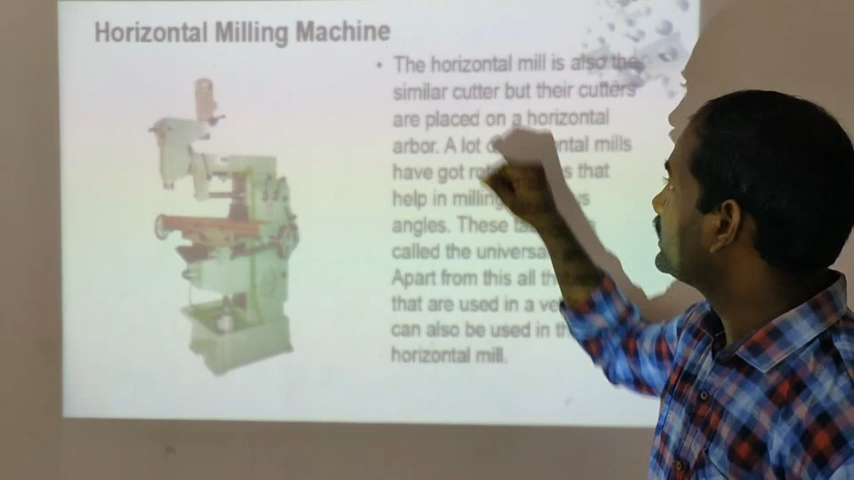 Horizontal Milling Machine
• The horizontal mill is also the
similar cutter but their cutters
are placed on a horizontal
arbor. A lot mills
have got that
help in milling
angles. These
called the
Apart from this all
that are used in a
can also be used in
horizontal mill.